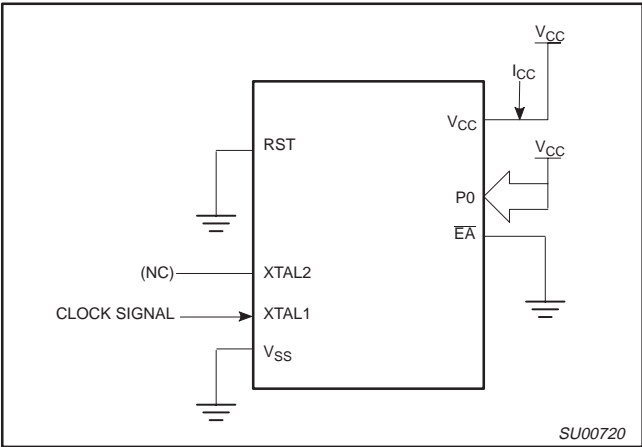 VCC
ICC
VCC
RST
VCC
P0
EA
(NC)
XTAL2
CLOCK SIGNAL
XTAL1
VSS
SU00720